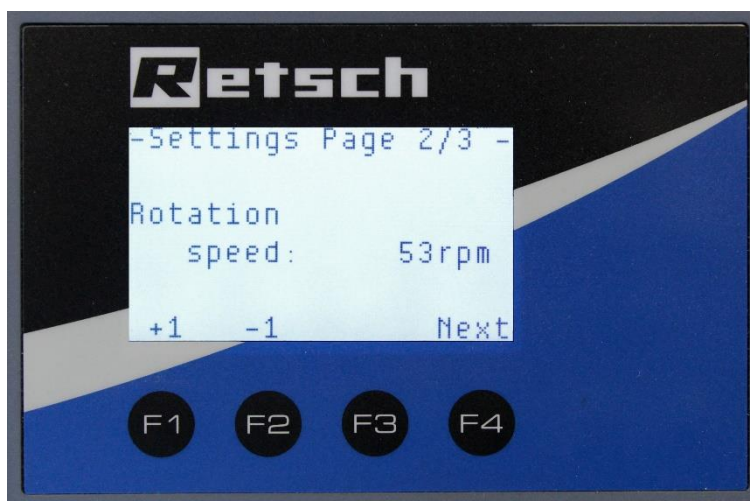 Retsch
-Settings Page 2/3 -
Rotation
speed: 53rpm
+1 -1 Next
F1 F2 F3 F4